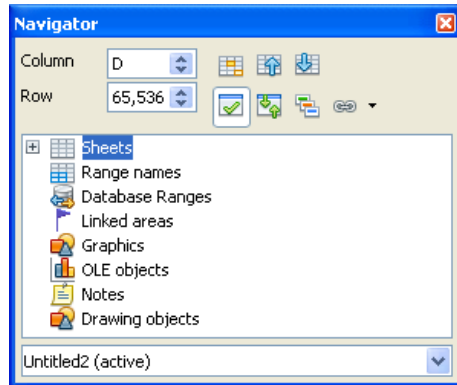 Navigator
Column D
Row 65,536
Sheets
Range names
Database Ranges
Linked areas
Graphics
OLE objects
Notes
Drawing objects
Untitled2 (active)